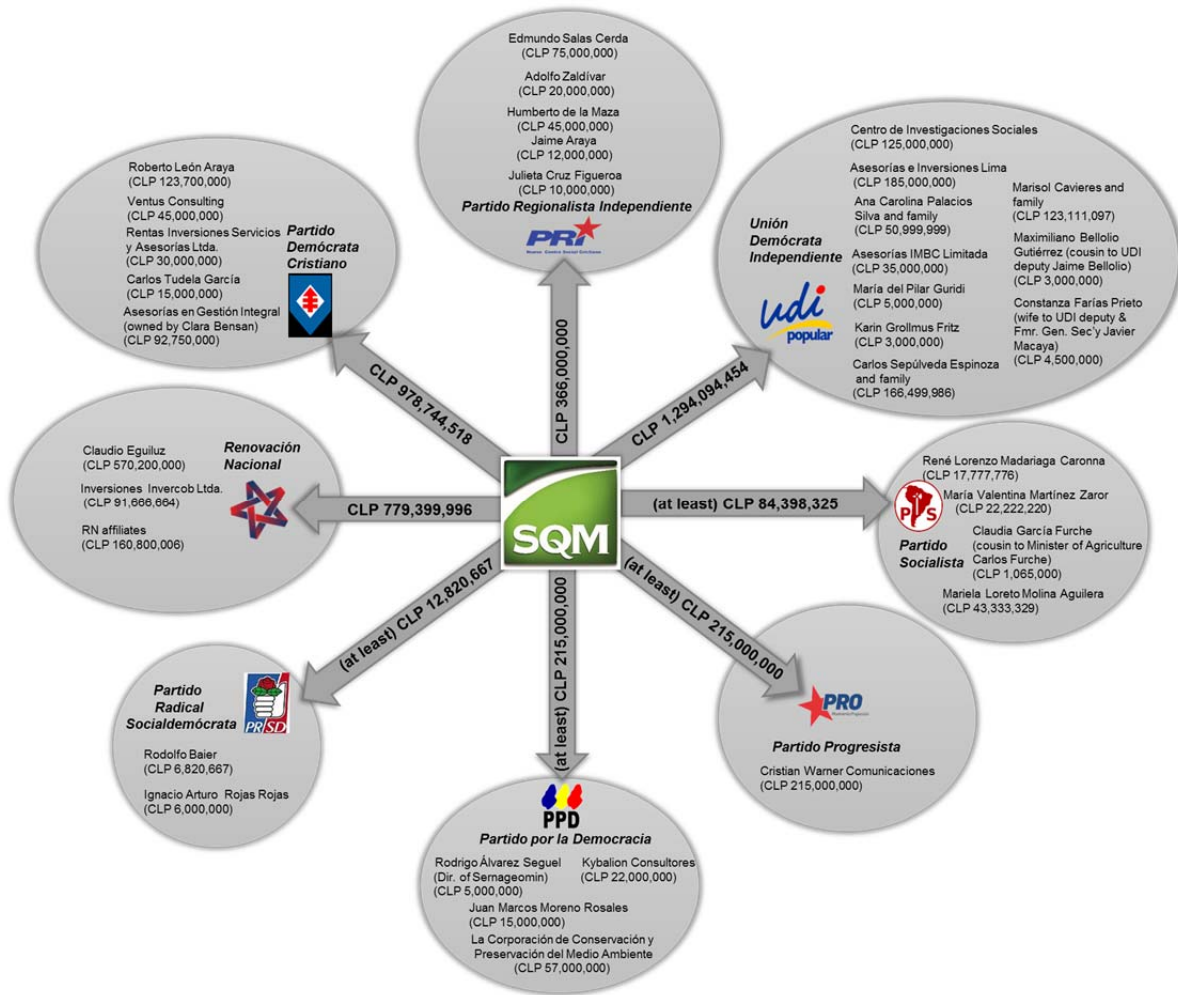 Edmundo Salas Cerda
(CLP 75,000,000)
Adolfo Zaldívar
(CLP 20,000,000)
Humberto de la Maza
(CLP 45,000,000)
Jaime Araya
(CLP 12,000,000)
Julieta Cruz Figueroa
(CLP 10,000,000)
Partido Regionalista Independiente
PRI
Roberto León Araya
(CLP 123,700,000)
Ventus Consulting
(CLP 45,000,000)
Rentas Inversiones Servicios
y Asesorías Ltda.
(CLP 30,000,000)
Carlos Tudela García
(CLP 15,000,000)
Asesorías en Gestión Integral
(owned by Clara Bensan)
(CLP 92,750,000)
Partido
Demócrata
Cristiano
Centro de Investigaciones Sociales
(CLP 125,000,000)
Asesorías e Inversiones Lima
(CLP 185,000,000)
Ana Carolina Palacios
Silva and family
(CLP 50,999,999)
Asesorías IMBC Limitada
(CLP 35,000,000)
María del Pilar Guridi
(CLP 5,000,000)
Karin Grollmus Fritz
(CLP 3,000,000)
Carlos Sepúlveda Espinoza
and family
(CLP 166,499,986)
Marisol Cavieres and
family
(CLP 123,111,097)
Maximiliano Bellolio
Gutiérrez (cousin to UDI
deputy Jaime Bellolio)
(CLP 3,000,000)
Constanza Farías Prieto
(wife to UDI deputy &
Fmr. Gen. Sec'y Javier
Macaya)
(CLP 4,500,000)
Unión
Demócrata
Independiente
udi
popular
CLP 978,744,518
CLP 366,000,000
CLP 1,294,094,454
Claudio Eguiluz
(CLP 570,200,000)
Inversiones Invercob Ltda.
(CLP 91,666,664)
RN affiliates
(CLP 160,800,006)
Renovación
Nacional
CLP 779,399,996
SQM
(at least) CLP 84,398,325
René Lorenzo Madariaga Caronna
(CLP 17,777,776)
María Valentina Martínez Zaror
(CLP 22,222,220)
Claudia García Furche
(cousin to Minister of Agriculture
Carlos Furche)
(CLP 1,065,000)
Mariela Loreto Molina Aguilera
(CLP 43,333,329)
PS
Partido
Socialista
(at least) CLP 12,820,667
(at least) CLP 215,000,000
(at least) CLP 215,000,000
Partido
Radical
Socialdemócrata
PRSD
Rodolfo Baier
(CLP 6,820,667)
Ignacio Arturo Rojas Rojas
(CLP 6,000,000)
PPD
Partido por la Democracia
Rodrigo Álvarez Seguel
(Dir. of Sernageomin)
(CLP 5,000,000)
Kybalion Consultores
(CLP 22,000,000)
Juan Marcos Moreno Rosales
(CLP 15,000,000)
La Corporación de Conservación y
Preservación del Medio Ambiente
(CLP 57,000,000)
PRO
Partido Progresista
Cristian Warner Comunicaciones
(CLP 215,000,000)